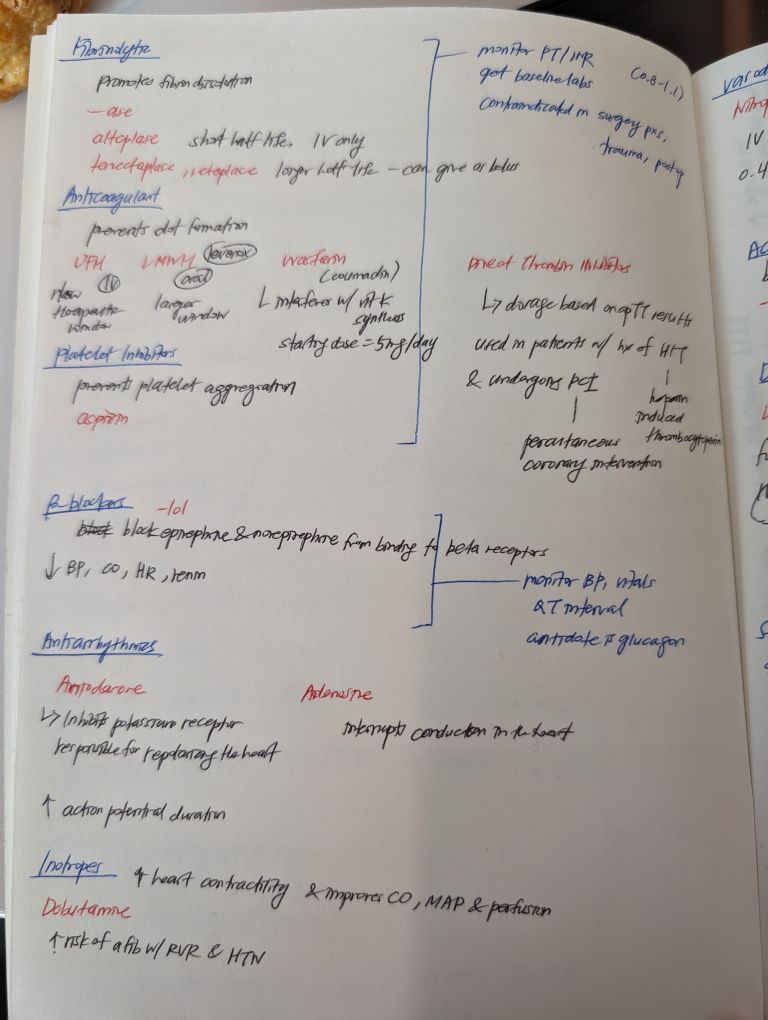 Fibrinolytic
promotes fibrin dissolution
- ase
alteplase short half life, IV only
tenecteplase, reteplase longer half life - can give as bolus
monitor PT/INR (0.8-1.1)
get baseline labs
contraindicated in surgery pts,
trauma, postop
Anticoagulant
prevents clot formation
UFH IV
narrow
therapeutic
window
LMWH lovenox
oral
larger
window
Warfarin
(coumadin)
↳ interferes w/ vit K
synthesis
starting dose = 5mg/day
Direct Thrombin Inhibitors
↳ dosage based on aPTT results
used in patients w/ hx of HIT
& undergoing PCI
heparin
induced
thrombocytopenia
percutaneous
coronary intervention
Platelet Inhibitors
prevents platelet aggregration
aspirin
β-blockers -lol
block block epinephrine & norepinephrine from binding to beta receptors
↓ BP, CO, HR, renin
monitor BP, vitals
QT interval
antidote is glucagon
Antiarrhythmics
Amiodarone
↳ Inhibits potassium receptor
responsible for repolarizing the heart
↑ action potential duration
Adenosine
interrupts conduction in the heart
Inotropes ↑ heart contractility & improves CO, MAP & perfusion
Dobutamine
↑ risk of a fib w/ RVR & HTN
Nitro
IV
0.4